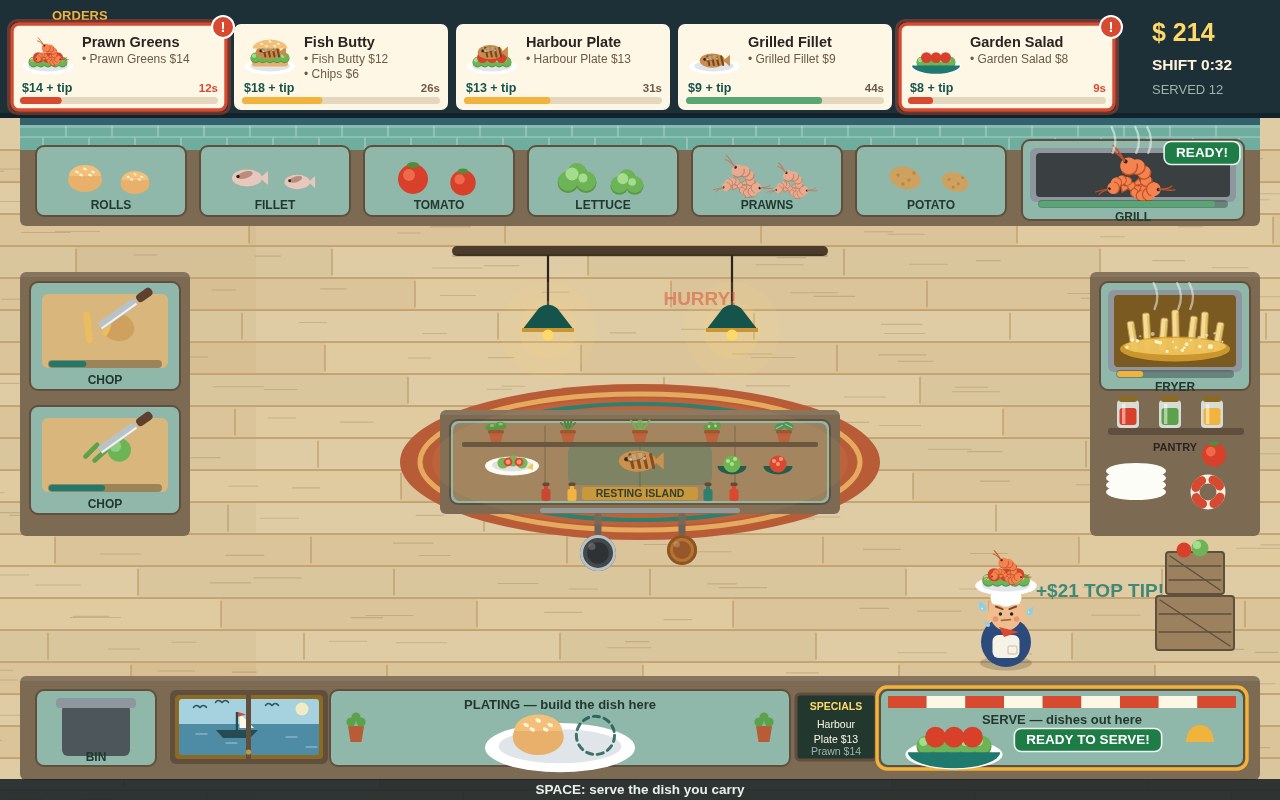 ORDERS
Prawn Greens
• Prawn Greens $14
$14 + tip
12s
!
Fish Butty
• Fish Butty $12
• Chips $6
$18 + tip
26s
Harbour Plate
• Harbour Plate $13
$13 + tip
31s
Grilled Fillet
• Grilled Fillet $9
$9 + tip
44s
Garden Salad
• Garden Salad $8
$8 + tip
9s
!
$ 214
SHIFT 0:32
SERVED 12
ROLLS
FILLET
TOMATO
LETTUCE
PRAWNS
POTATO
READY!
GRILL
HURRY!
CHOP
CHOP
FRYER
PANTRY
RESTING ISLAND
+$21 TOP TIP!
BIN
PLATING — build the dish here
SPECIALS
Harbour
Plate $13
Prawn $14
SERVE — dishes out here
READY TO SERVE!
SPACE: serve the dish you carry